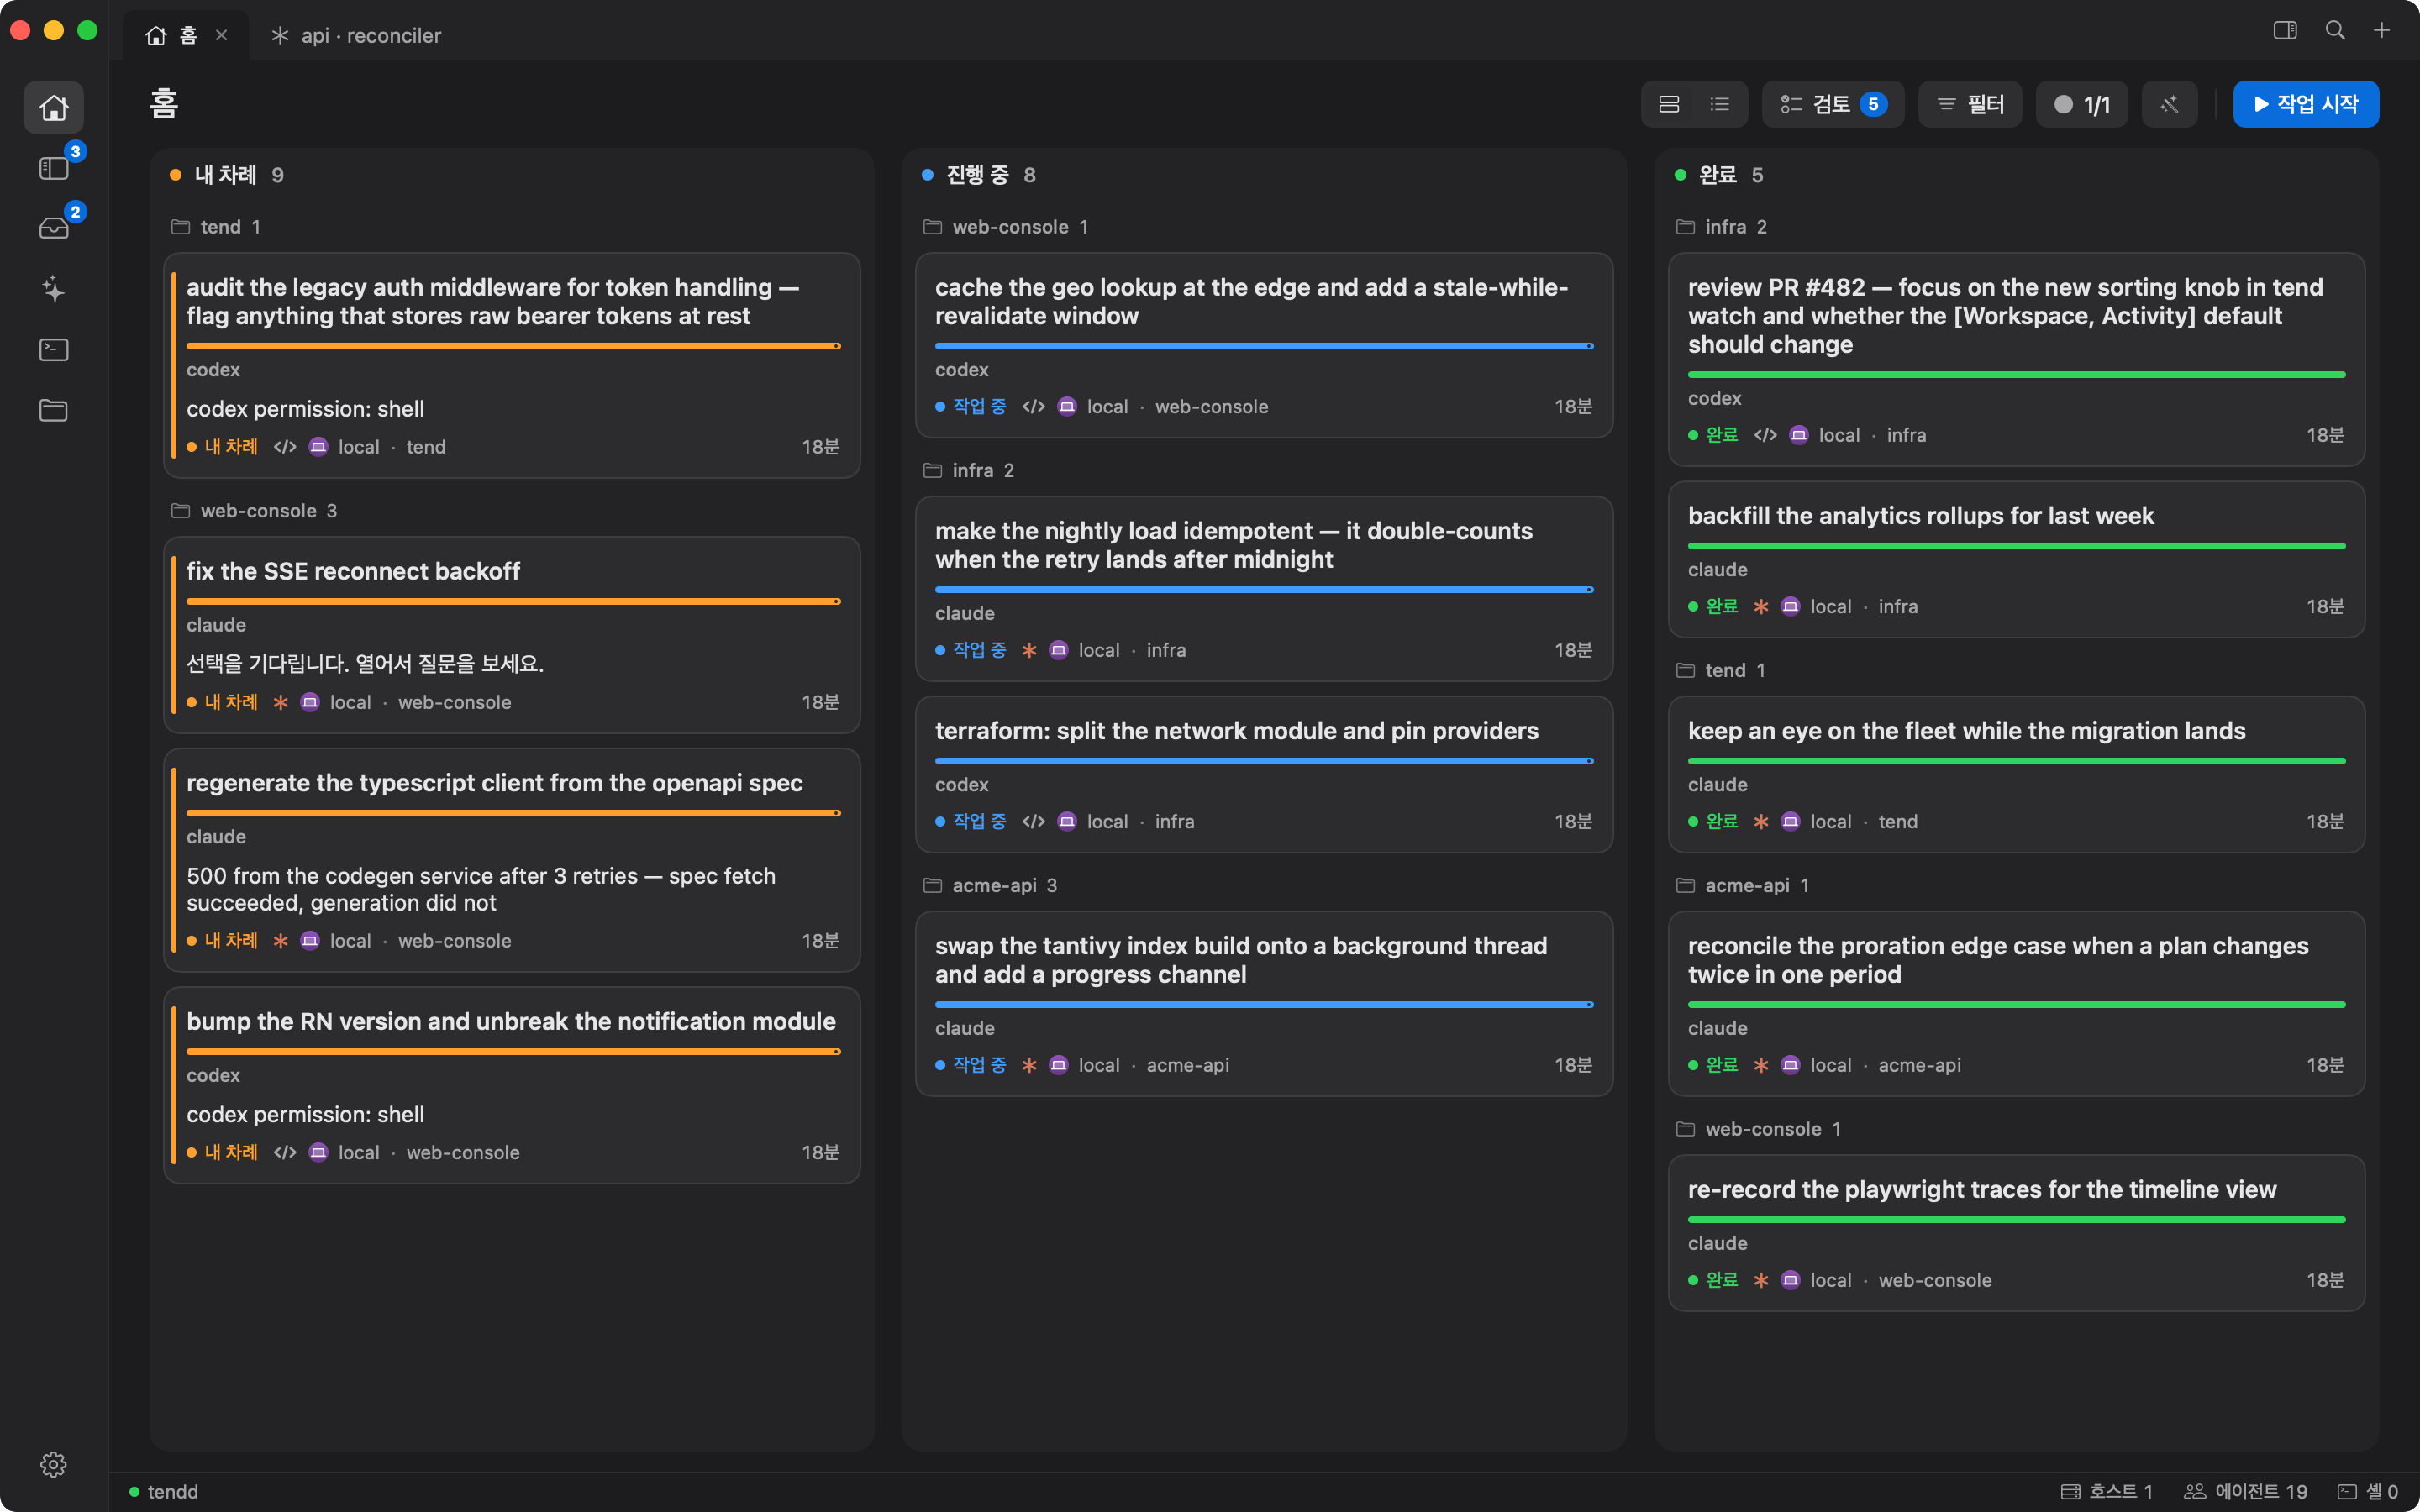 홈
api · reconciler
홈
검토 5
필터
1/1
작업 시작
3
2
내 차례 9
tend 1
audit the legacy auth middleware for token handling —
flag anything that stores raw bearer tokens at rest
codex
codex permission: shell
내 차례 </> local · tend 18분
web-console 3
fix the SSE reconnect backoff
claude
선택을 기다립니다. 열어서 질문을 보세요.
내 차례 local · web-console 18분
regenerate the typescript client from the openapi spec
claude
500 from the codegen service after 3 retries — spec fetch
succeeded, generation did not
내 차례 local · web-console 18분
bump the RN version and unbreak the notification module
codex
codex permission: shell
내 차례 </> local · web-console 18분
진행 중 8
web-console 1
cache the geo lookup at the edge and add a stale-while-
revalidate window
codex
작업 중 </> local · web-console 18분
infra 2
make the nightly load idempotent — it double-counts
when the retry lands after midnight
claude
작업 중 local · infra 18분
terraform: split the network module and pin providers
codex
작업 중 </> local · infra 18분
acme-api 3
swap the tantivy index build onto a background thread
and add a progress channel
claude
작업 중 local · acme-api 18분
완료 5
infra 2
review PR #482 — focus on the new sorting knob in tend
watch and whether the [Workspace, Activity] default
should change
codex
완료 </> local · infra 18분
backfill the analytics rollups for last week
claude
완료 local · infra 18분
tend 1
keep an eye on the fleet while the migration lands
claude
완료 local · tend 18분
acme-api 1
reconcile the proration edge case when a plan changes
twice in one period
claude
완료 local · acme-api 18분
web-console 1
re-record the playwright traces for the timeline view
claude
완료 local · web-console 18분
tendd
호스트 1
에이전트 19
셸 0